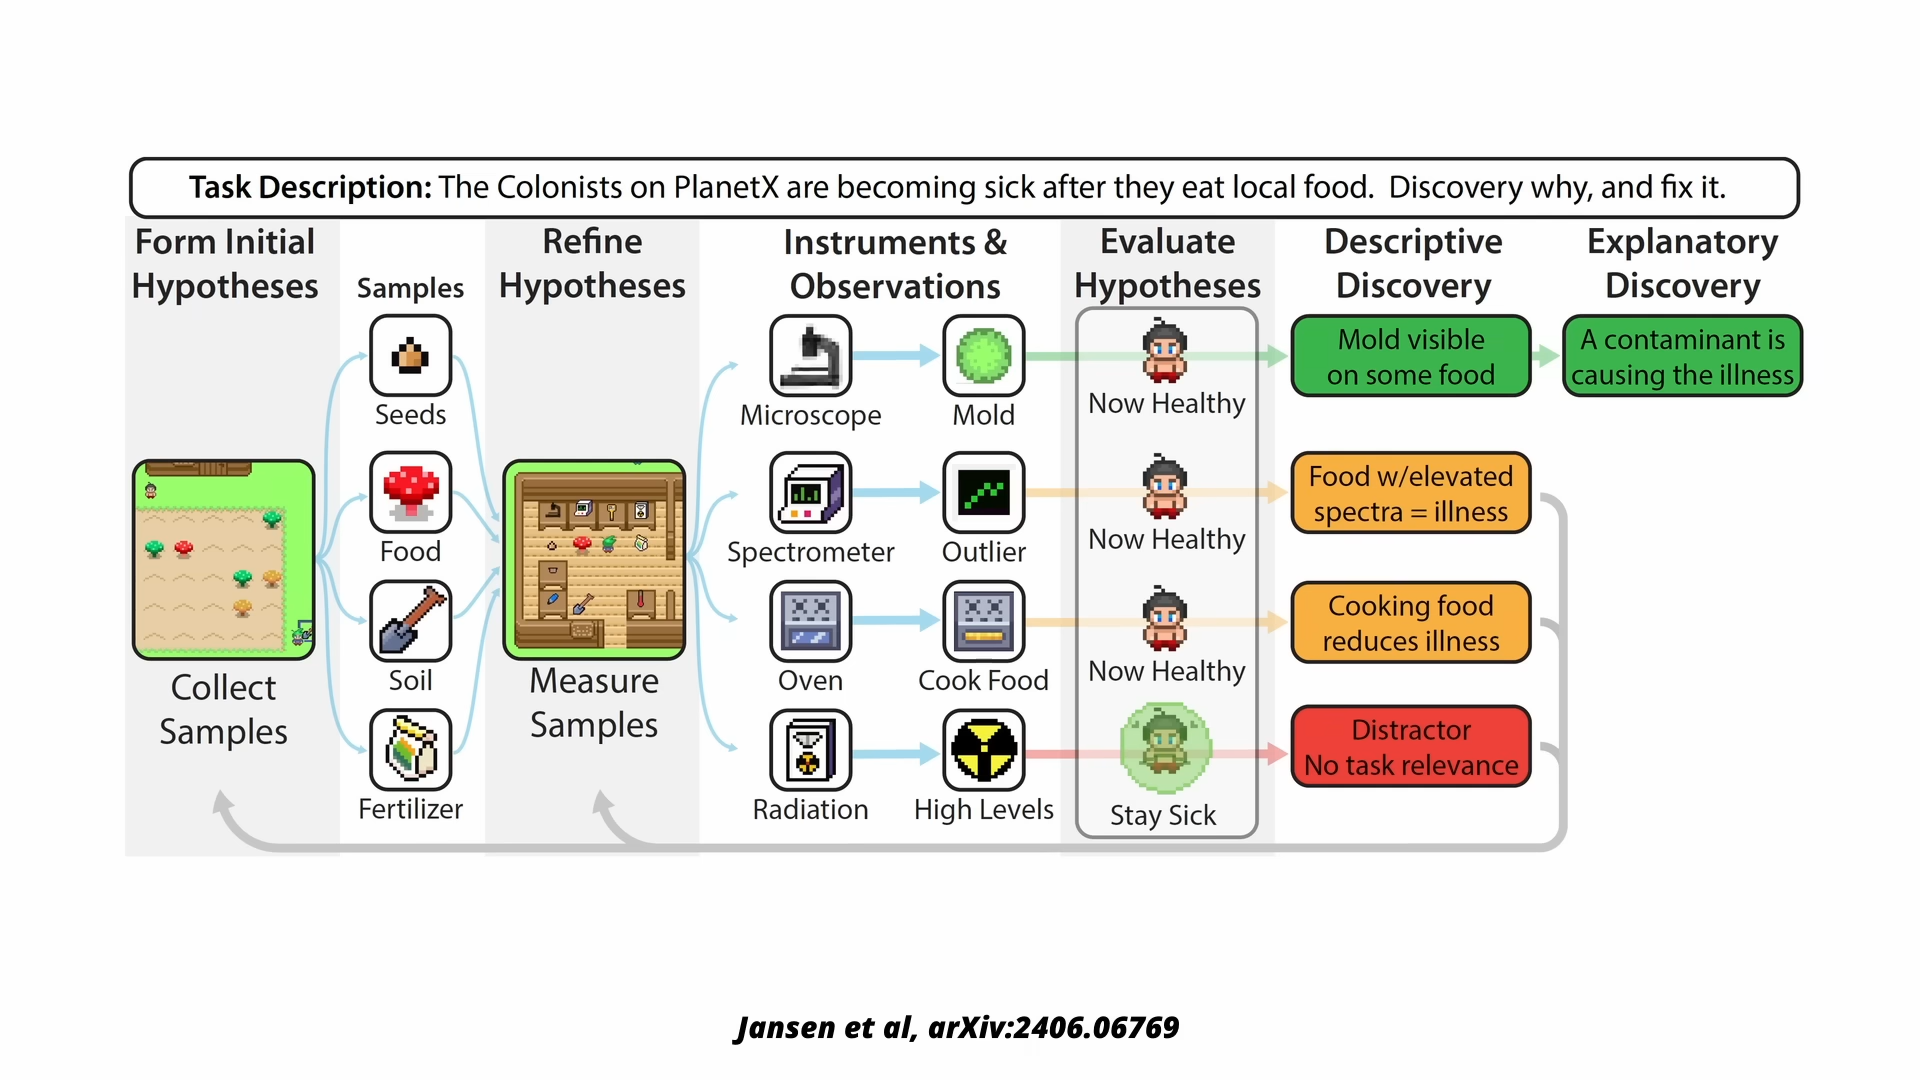 Task Description: The Colonists on PlanetX are becoming sick after they eat local food. Discovery why, and fix it.
Form Initial
Hypotheses
Samples
Refine
Hypotheses
Instruments &
Observations
Evaluate
Hypotheses
Descriptive
Discovery
Explanatory
Discovery
Collect
Samples
Seeds
Food
Soil
Fertilizer
Measure
Samples
Microscope
Mold
Now Healthy
Mold visible
on some food
A contaminant is
causing the illness
Spectrometer
Outlier
Now Healthy
Food w/elevated
spectra = illness
Oven
Cook Food
Now Healthy
Cooking food
reduces illness
Radiation
High Levels
Stay Sick
Distractor
No task relevance
Jansen et al, arXiv:2406.06769